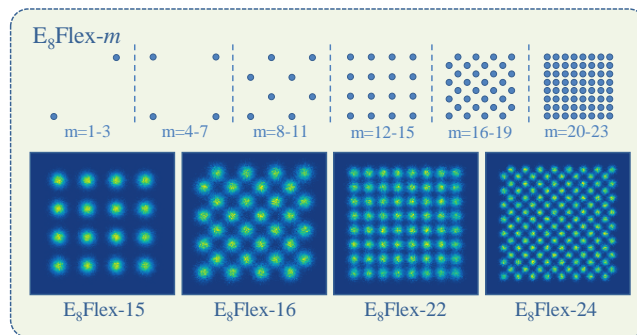 E₈Flex-m
m=1-3 m=4-7 m=8-11 m=12-15 m=16-19 m=20-23
E₈Flex-15 E₈Flex-16 E₈Flex-22 E₈Flex-24